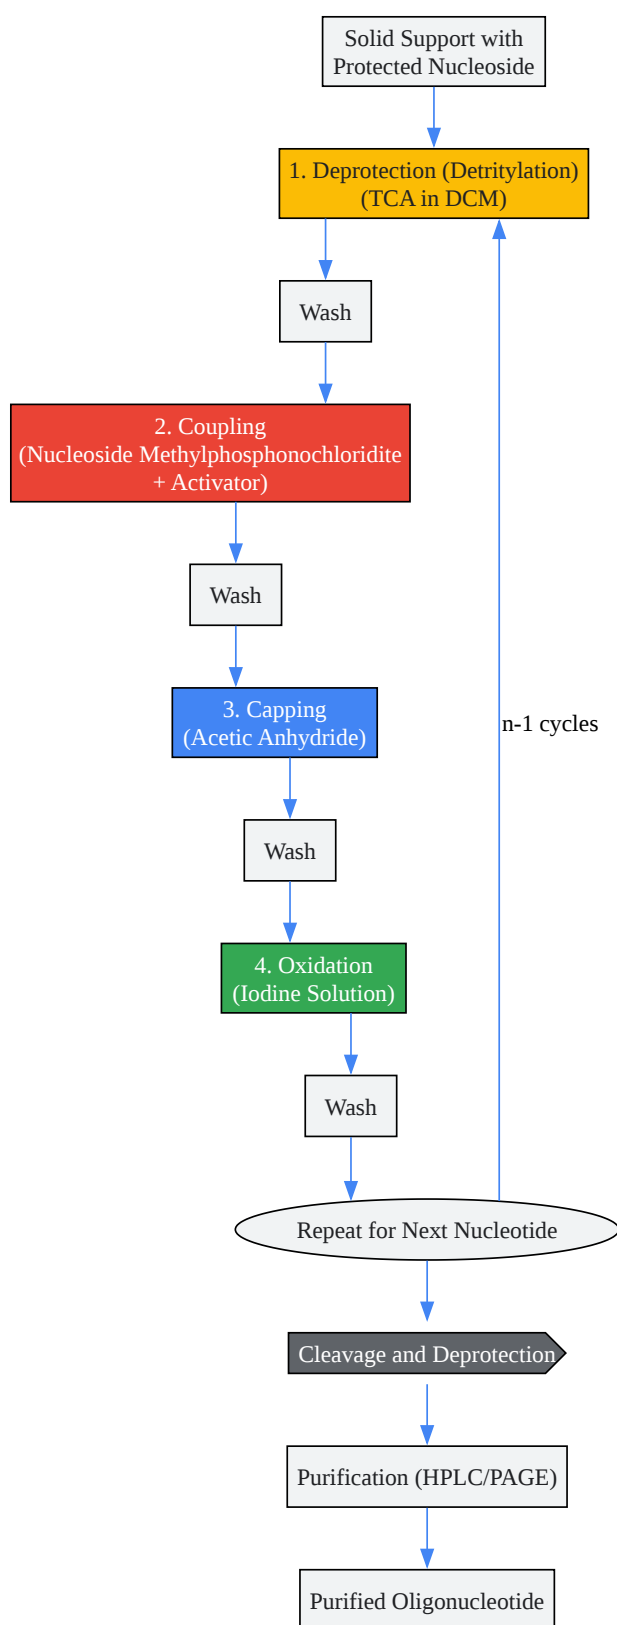 Solid Support with
Protected Nucleoside
1. Deprotection (Detritylation)
(TCA in DCM)
Wash
2. Coupling
(Nucleoside Methylphosphonochloridite
+ Activator)
Wash
3. Capping
(Acetic Anhydride)
n-1 cycles
Wash
4. Oxidation
(Iodine Solution)
Wash
Repeat for Next Nucleotide
Cleavage and Deprotection
Purification (HPLC/PAGE)
Purified Oligonucleotide